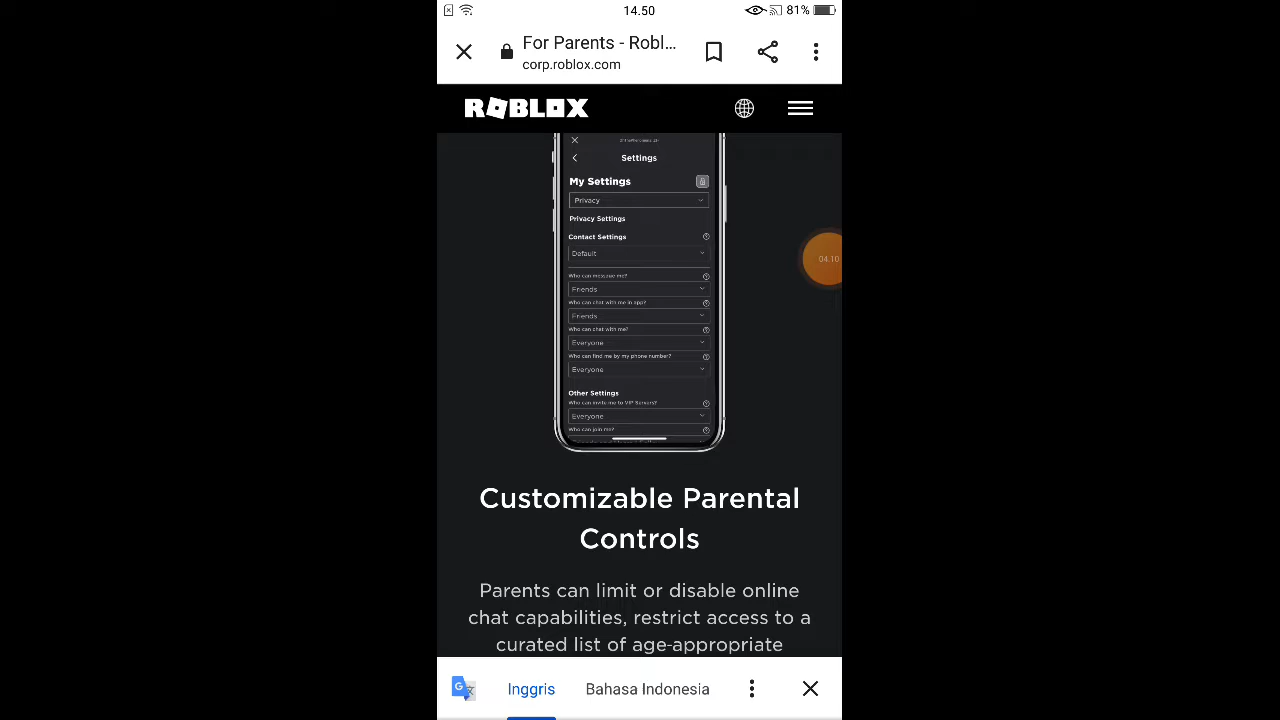 14.50
81%
For Parents - Robl...
corp.roblox.com
ROBLOX
Settings
My Settings
Privacy
Privacy Settings
Contact Settings
Default
Who can message me?
Friends
Who can chat with me in app?
Friends
Who can chat with me?
Everyone
Who can find me by my phone number?
Everyone
Other Settings
Who can invite me to VIP Servers?
Everyone
Who can join me?
04.10
Customizable Parental
Controls
Parents can limit or disable online
chat capabilities, restrict access to a
curated list of age-appropriate
Inggris Bahasa Indonesia